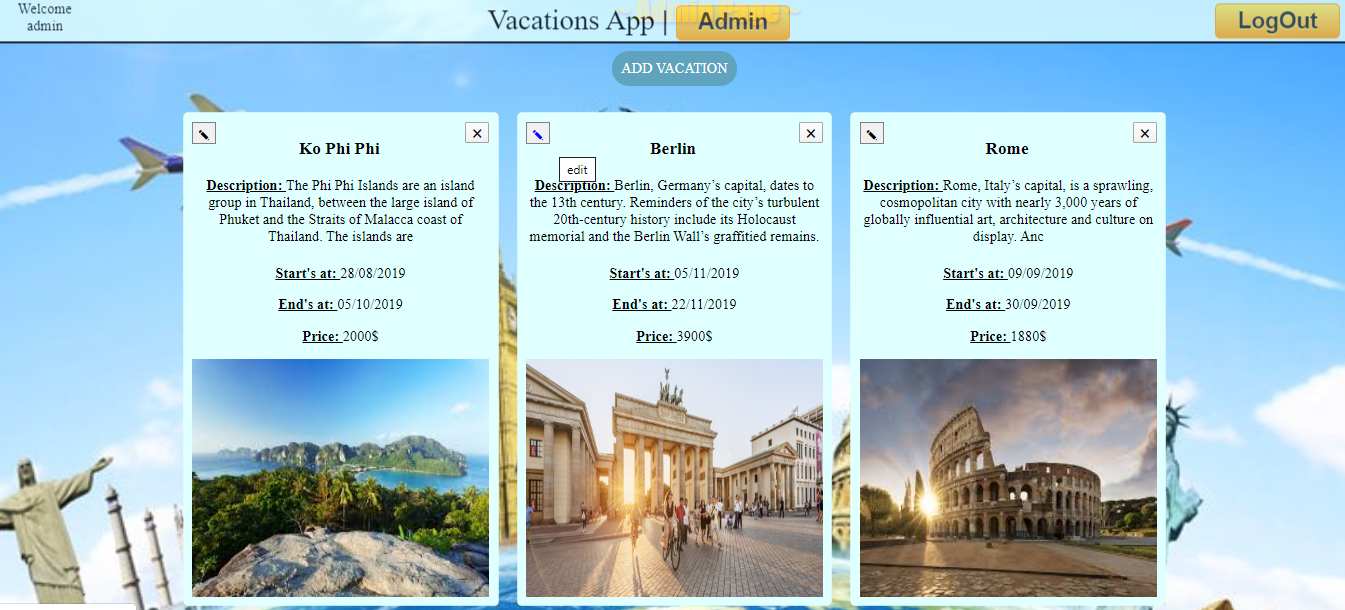 Welcome
admin
Vacations App |
Admin
LogOut
ADD VACATION
Ko Phi Phi
Description: The Phi Phi Islands are an island
group in Thailand, between the large island of
Phuket and the Straits of Malacca coast of
Thailand. The islands are
Start's at: 28/08/2019
End's at: 05/10/2019
Price: 2000$
edit
Berlin
Description: Berlin, Germany’s capital, dates to
the 13th century. Reminders of the city’s turbulent
20th-century history include its Holocaust
memorial and the Berlin Wall’s graffitied remains.
Start's at: 05/11/2019
End's at: 22/11/2019
Price: 3900$
Rome
Description: Rome, Italy’s capital, is a sprawling,
cosmopolitan city with nearly 3,000 years of
globally influential art, architecture and culture on
display. Anc
Start's at: 09/09/2019
End's at: 30/09/2019
Price: 1880$